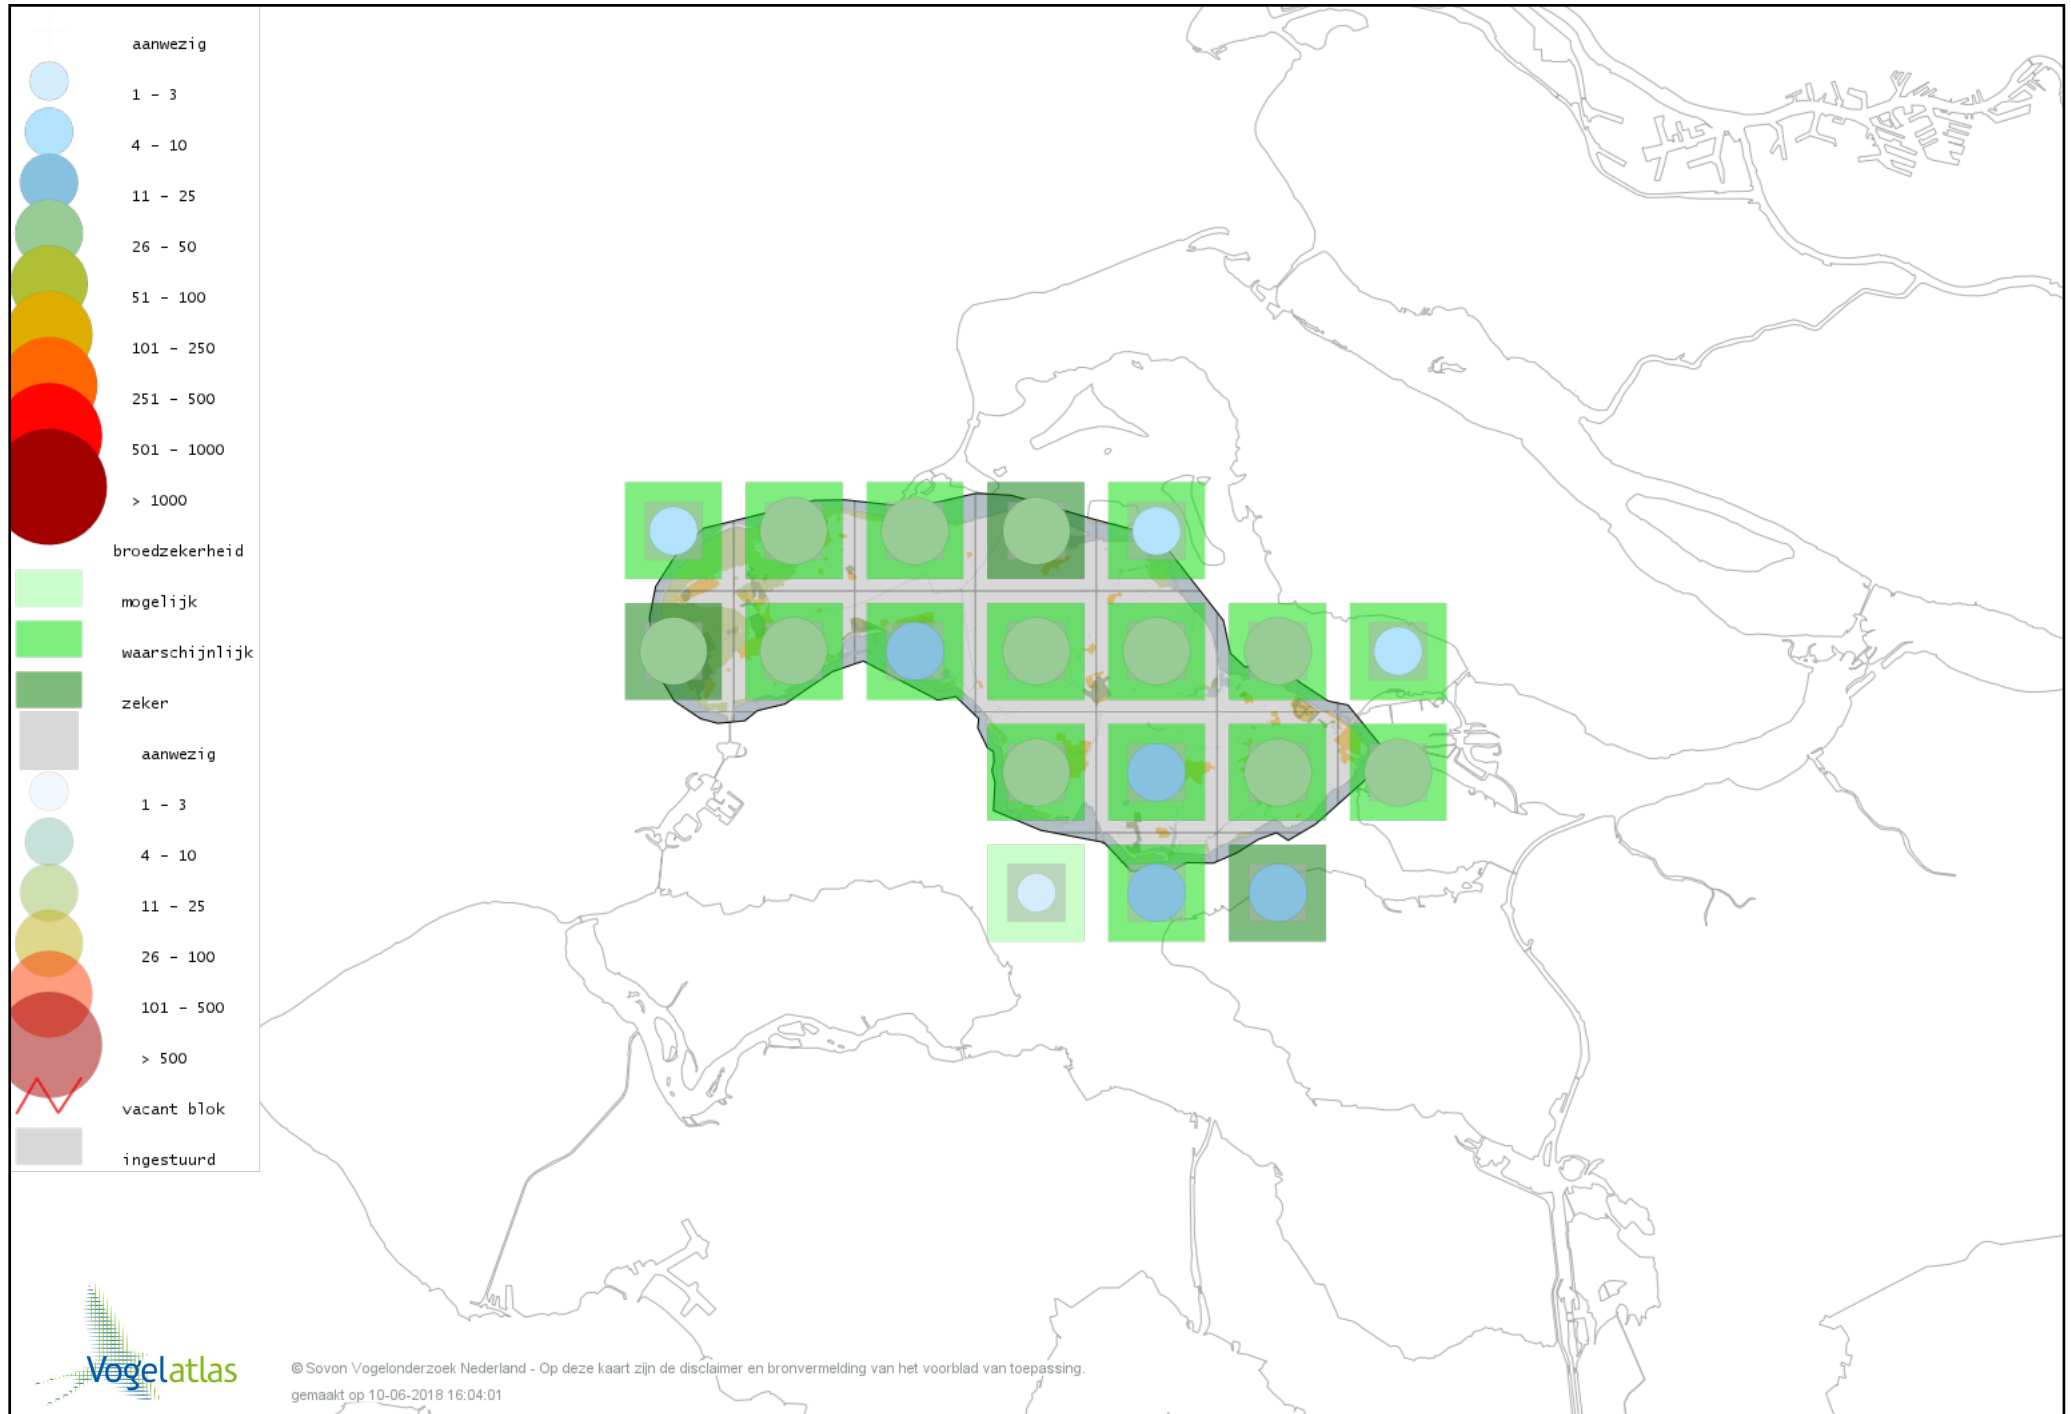 aanwezig
1 - 3
4 - 10
11 - 25
26 - 50
51 - 100
101 - 250
251 - 500
501 - 1000
> 1000
broedzekerheid
mogelijk
waarschijnlijk
zeker
aanwezig
1 - 3
4 - 10
11 - 25
26 - 100
101 - 500
> 500
vacant blok
ingestuurd
Vogelatlas
© Sovon Vogelonderzoek Nederland - Op deze kaart zijn de disclaimer en bronvermelding van het voorblad van toepassing.
gemaakt op 10-06-2018 16:04:01